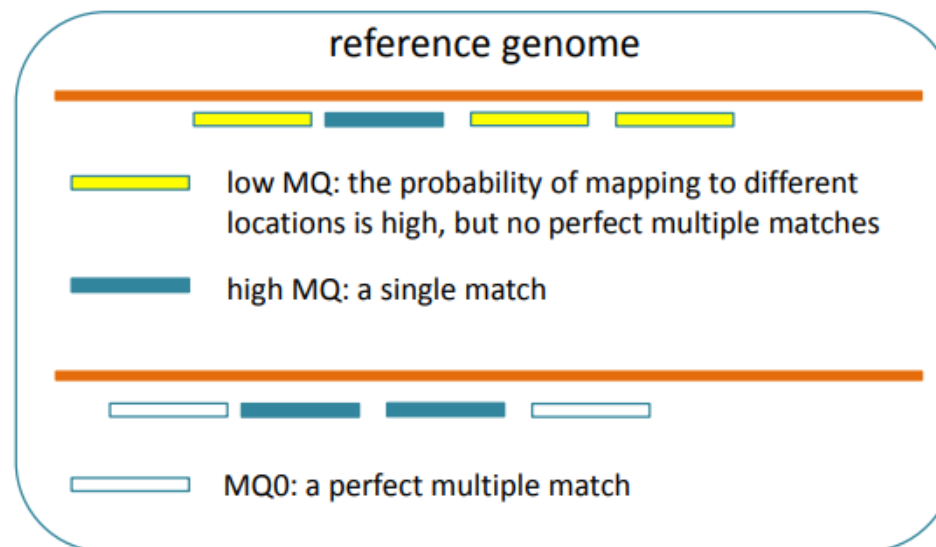 reference genome
low MQ: the probability of mapping to different
locations is high, but no perfect multiple matches
high MQ: a single match
MQ0: a perfect multiple match